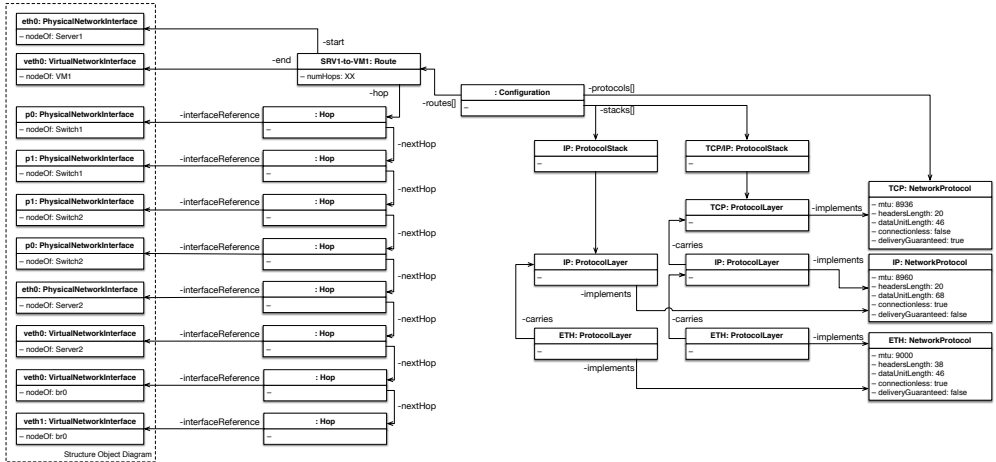 eth0: PhysicalNetworkInterface
– nodeOf: Server1
-start
veth0: VirtualNetworkInterface
– nodeOf: VM1
-end
SRV1-to-VM1: Route
– numHops: XX
-hop
-routes[]
: Configuration
–
-protocols[]
-stacks[]
p0: PhysicalNetworkInterface
– nodeOf: Switch1
-interfaceReference
: Hop
–
-nextHop
p1: PhysicalNetworkInterface
– nodeOf: Switch1
-interfaceReference
: Hop
–
-nextHop
p1: PhysicalNetworkInterface
– nodeOf: Switch2
-interfaceReference
: Hop
–
-nextHop
p0: PhysicalNetworkInterface
– nodeOf: Switch2
-interfaceReference
: Hop
–
-nextHop
eth0: PhysicalNetworkInterface
– nodeOf: Server2
-interfaceReference
: Hop
–
-nextHop
veth0: VirtualNetworkInterface
– nodeOf: Server2
-interfaceReference
: Hop
–
-nextHop
veth0: VirtualNetworkInterface
– nodeOf: br0
-interfaceReference
: Hop
–
-nextHop
veth1: VirtualNetworkInterface
– nodeOf: br0
-interfaceReference
: Hop
–
Structure Object Diagram
IP: ProtocolStack
–
TCP/IP: ProtocolStack
–
TCP: ProtocolLayer
–
-implements
-carries
IP: ProtocolLayer
–
-implements
-carries
IP: ProtocolLayer
–
-implements
-carries
ETH: ProtocolLayer
–
-implements
ETH: ProtocolLayer
–
-implements
TCP: NetworkProtocol
– mtu: 8936
– headersLength: 20
– dataUnitLength: 46
– connectionless: false
– deliveryGuaranteed: true
IP: NetworkProtocol
– mtu: 8960
– headersLength: 20
– dataUnitLength: 68
– connectionless: true
– deliveryGuaranteed: false
ETH: NetworkProtocol
– mtu: 9000
– headersLength: 38
– dataUnitLength: 46
– connectionless: true
– deliveryGuaranteed: false